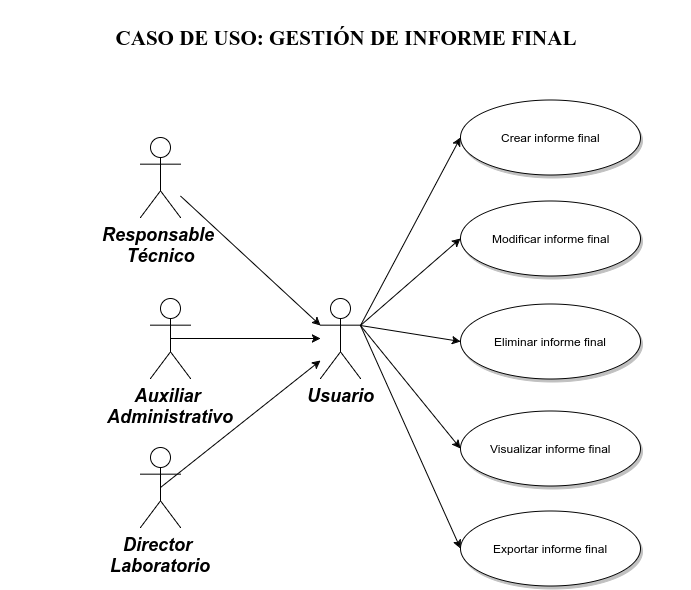 CASO DE USO: GESTIÓN DE INFORME FINAL
Crear informe final
Responsable
Técnico
Modificar informe final
Eliminar informe final
Auxiliar
Administrativo
Usuario
Visualizar informe final
Director
Laboratorio
Exportar informe final